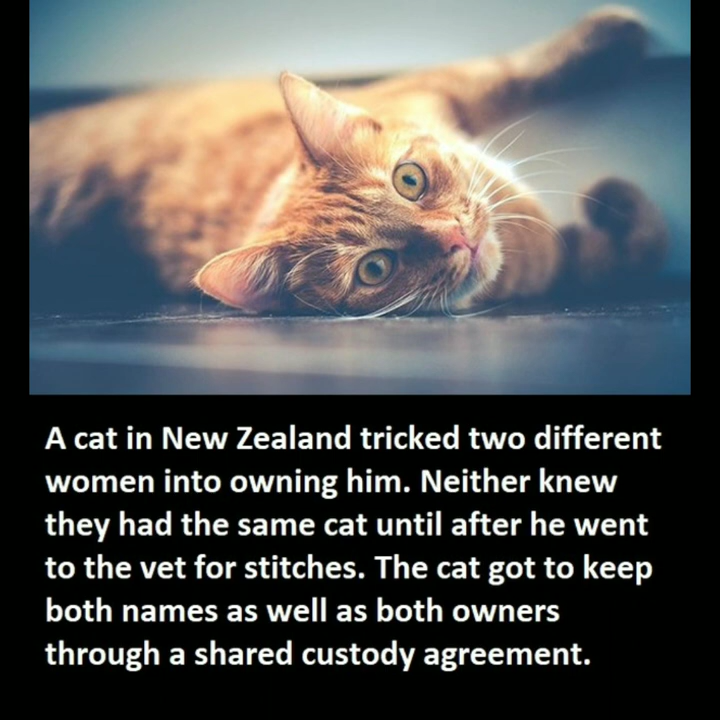 A cat in New Zealand tricked two different
women into owning him. Neither knew
they had the same cat until after he went
to the vet for stitches. The cat got to keep
both names as well as both owners
through a shared custody agreement.